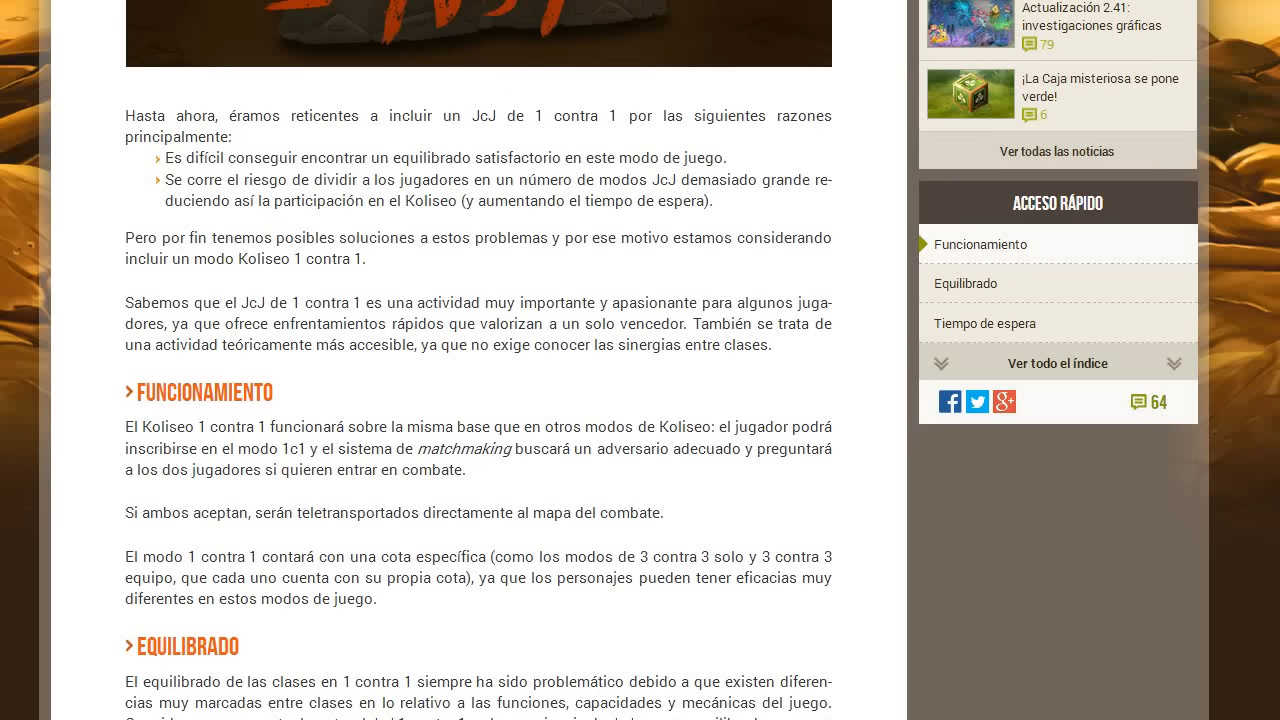 Hasta ahora, éramos reticentes a incluir un JcJ de 1 contra 1 por las siguientes razones
principalmente:
Es difícil conseguir encontrar un equilibrado satisfactorio en este modo de juego.
Se corre el riesgo de dividir a los jugadores en un número de modos JcJ demasiado grande re-
duciendo así la participación en el Koliseo (y aumentando el tiempo de espera).
Pero por fin tenemos posibles soluciones a estos problemas y por ese motivo estamos considerando
incluir un modo Koliseo 1 contra 1.
Sabemos que el JcJ de 1 contra 1 es una actividad muy importante y apasionante para algunos juga-
dores, ya que ofrece enfrentamientos rápidos que valorizan a un solo vencedor. También se trata de
una actividad teóricamente más accesible, ya que no exige conocer las sinergias entre clases.
FUNCIONAMIENTO
El Koliseo 1 contra 1 funcionará sobre la misma base que en otros modos de Koliseo: el jugador podrá
inscribirse en el modo 1c1 y el sistema de matchmaking buscará un adversario adecuado y preguntará
a los dos jugadores si quieren entrar en combate.
Si ambos aceptan, serán teletransportados directamente al mapa del combate.
El modo 1 contra 1 contará con una cota específica (como los modos de 3 contra 3 solo y 3 contra 3
equipo, que cada uno cuenta con su propia cota), ya que los personajes pueden tener eficacias muy
diferentes en estos modos de juego.
EQUILIBRADO
El equilibrado de las clases en 1 contra 1 siempre ha sido problemático debido a que existen diferen-
cias muy marcadas entre clases en lo relativo a las funciones, capacidades y mecánicas del juego.
Actualización 2.41:
investigaciones gráficas
79
¡La Caja misteriosa se pone
verde!
6
Ver todas las noticias
ACCESO RÁPIDO
Funcionamiento
Equilibrado
Tiempo de espera
Ver todo el índice
64